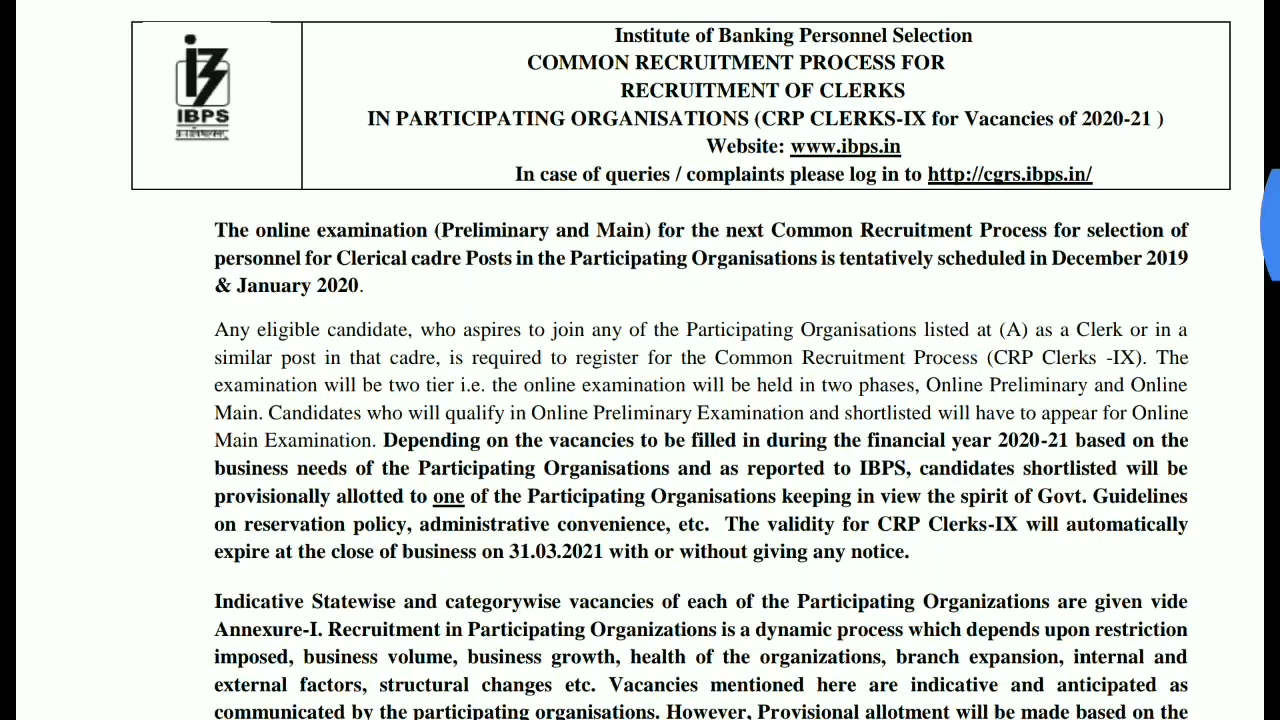 IBPS
Institute of Banking Personnel Selection
COMMON RECRUITMENT PROCESS FOR
RECRUITMENT OF CLERKS
IN PARTICIPATING ORGANISATIONS (CRP CLERKS-IX for Vacancies of 2020-21 )
Website: www.ibps.in
In case of queries / complaints please log in to http://cgrs.ibps.in/
The online examination (Preliminary and Main) for the next Common Recruitment Process for selection of
personnel for Clerical cadre Posts in the Participating Organisations is tentatively scheduled in December 2019
& January 2020.
Any eligible candidate, who aspires to join any of the Participating Organisations listed at (A) as a Clerk or in a
similar post in that cadre, is required to register for the Common Recruitment Process (CRP Clerks -IX). The
examination will be two tier i.e. the online examination will be held in two phases, Online Preliminary and Online
Main. Candidates who will qualify in Online Preliminary Examination and shortlisted will have to appear for Online
Main Examination. Depending on the vacancies to be filled in during the financial year 2020-21 based on the
business needs of the Participating Organisations and as reported to IBPS, candidates shortlisted will be
provisionally allotted to one of the Participating Organisations keeping in view the spirit of Govt. Guidelines
on reservation policy, administrative convenience, etc. The validity for CRP Clerks-IX will automatically
expire at the close of business on 31.03.2021 with or without giving any notice.
Indicative Statewise and categorywise vacancies of each of the Participating Organizations are given vide
Annexure-I. Recruitment in Participating Organizations is a dynamic process which depends upon restriction
imposed, business volume, business growth, health of the organizations, branch expansion, internal and
external factors, structural changes etc. Vacancies mentioned here are indicative and anticipated as
communicated by the participating organisations. However, Provisional allotment will be made based on the